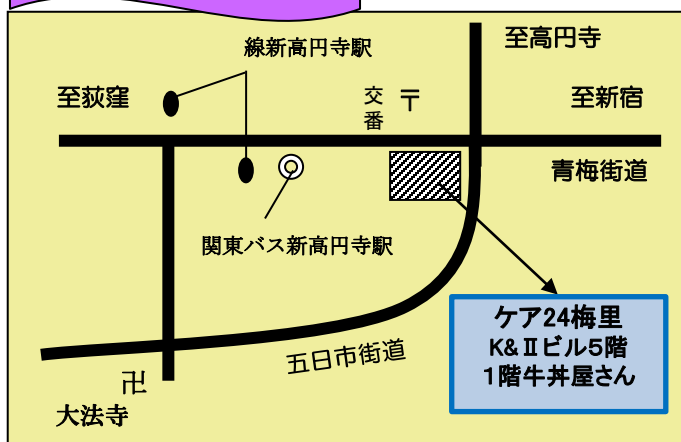 線新高円寺駅
至高円寺
至荻窪
交番
〒
至新宿
青梅街道
関東バス新高円寺駅
ケア24梅里
K&Ⅱビル5階
1階牛丼屋さん
五日市街道
卍
大法寺